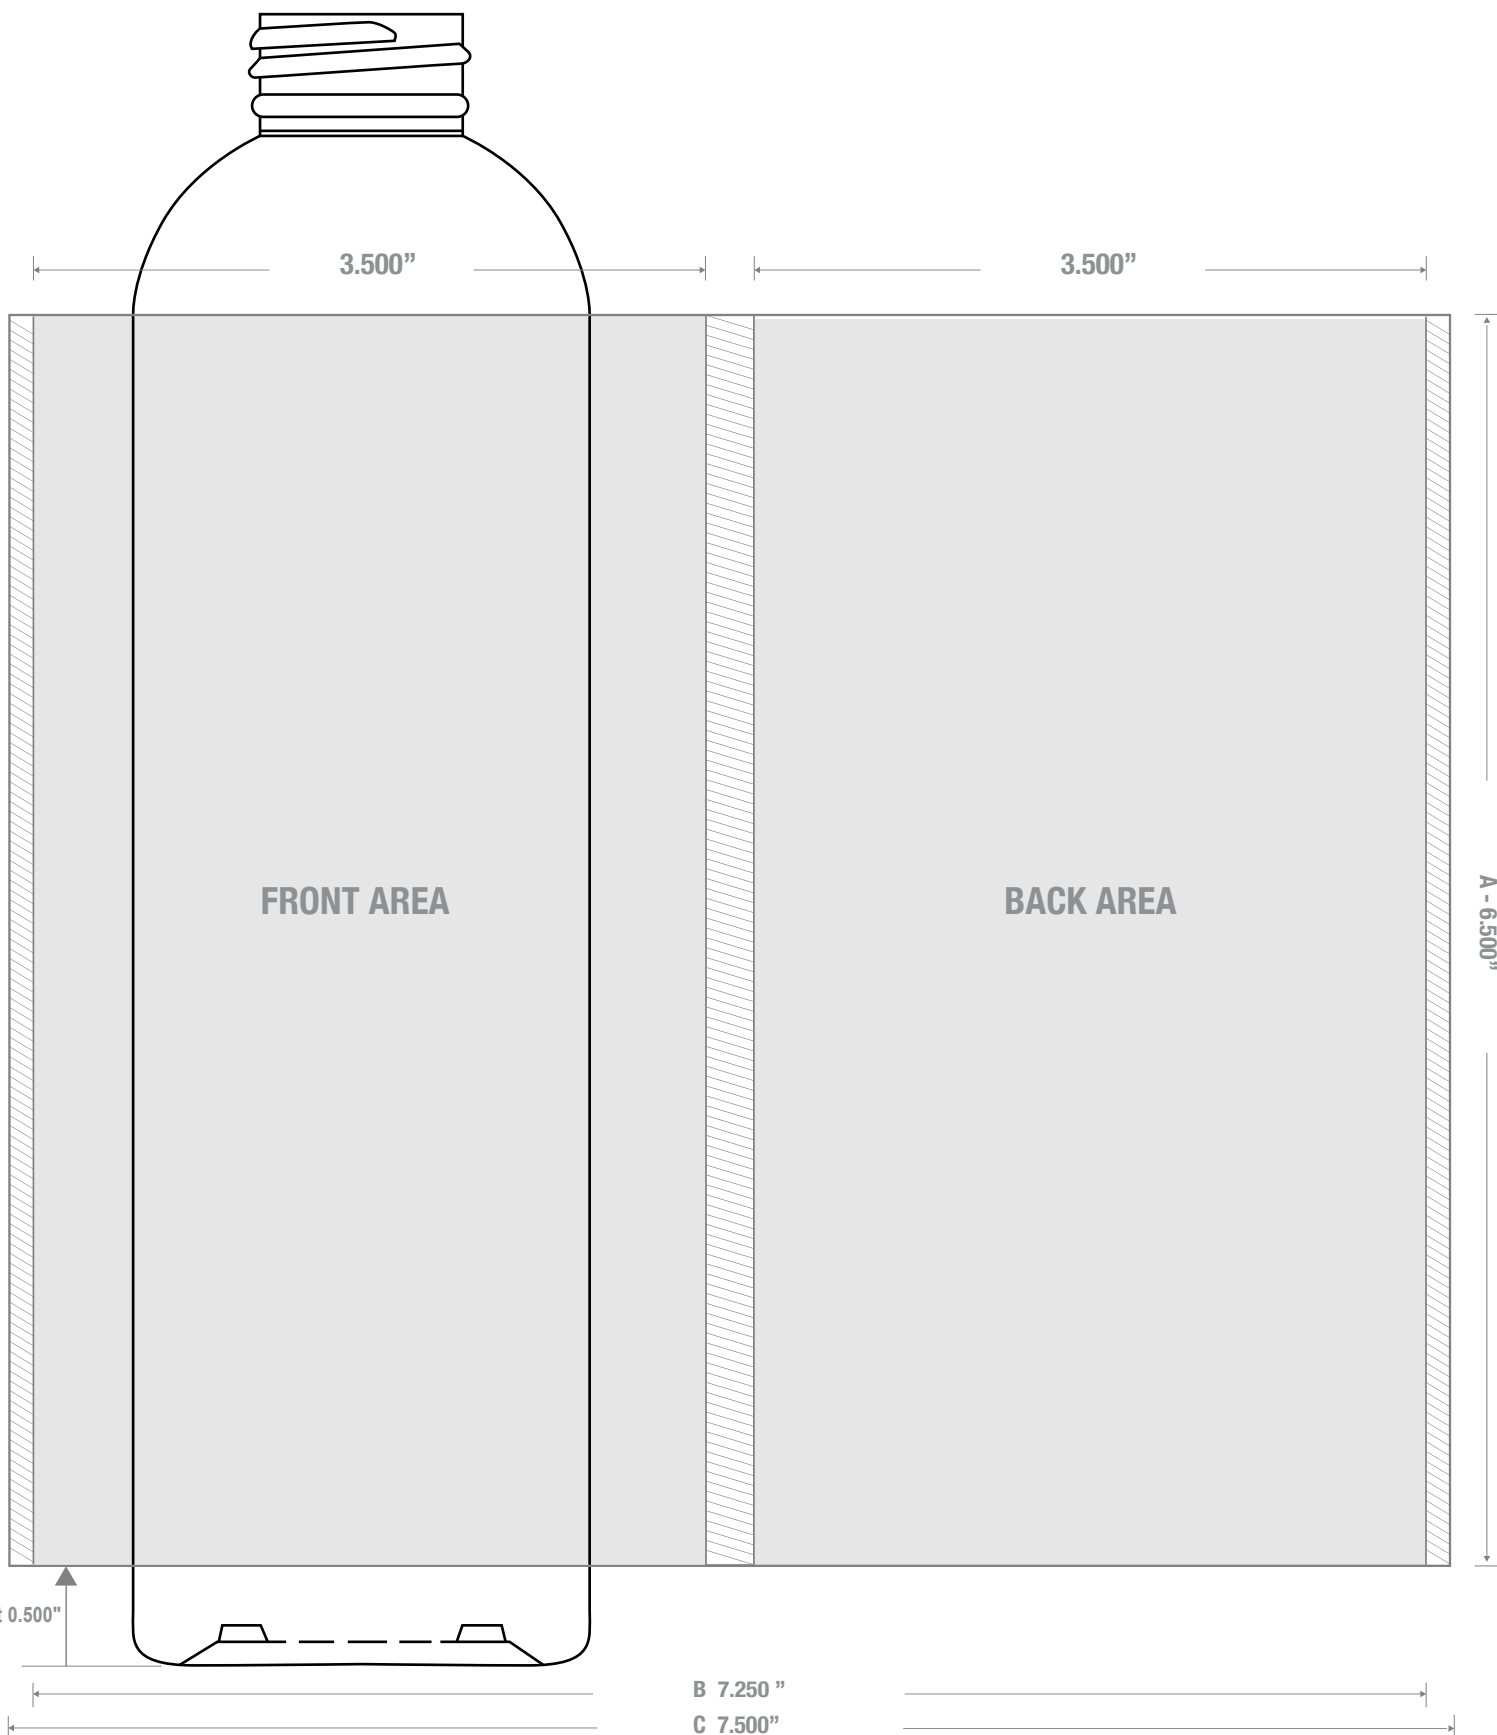 3.500” 3.500”
FRONT AREA BACK AREA
A - 6.500”
t 0.500"
B 7.250 ”
C 7.500”